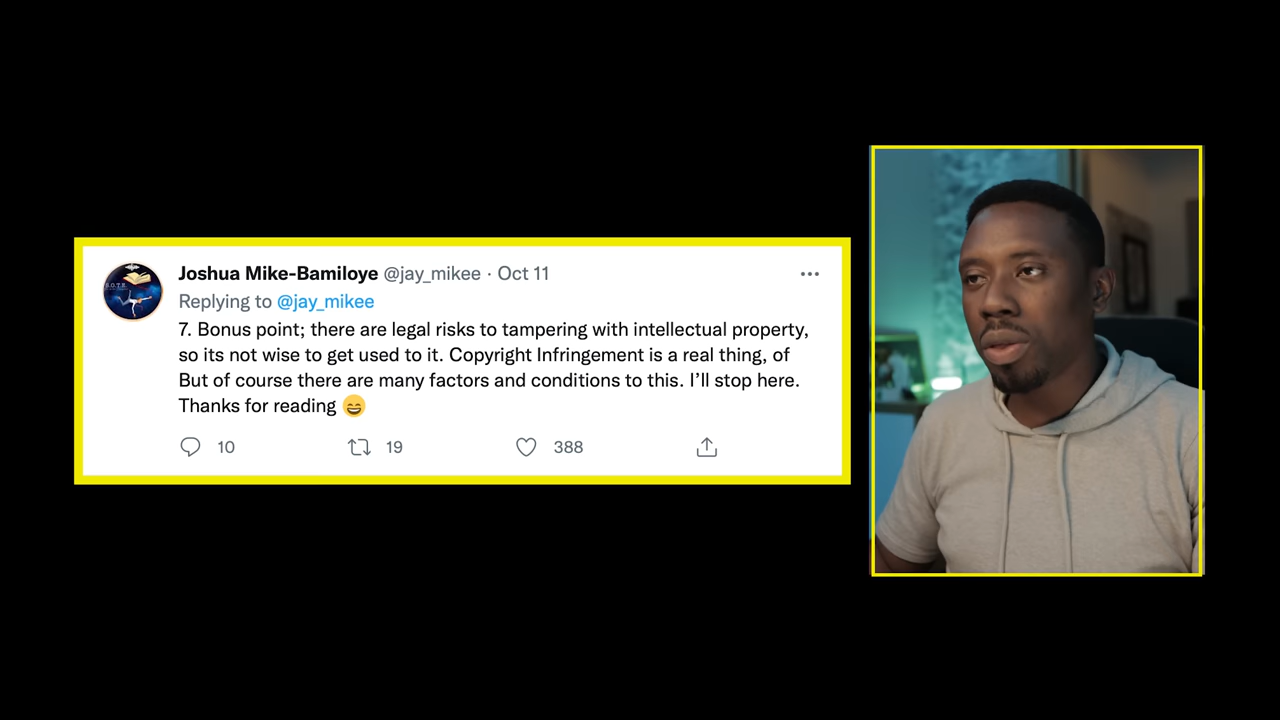 Joshua Mike-Bamiloye @jay_mikee · Oct 11
Replying to @jay_mikee
7. Bonus point; there are legal risks to tampering with intellectual property,
so its not wise to get used to it. Copyright Infringement is a real thing, of
But of course there are many factors and conditions to this. I’ll stop here.
Thanks for reading 😄
10 19 388